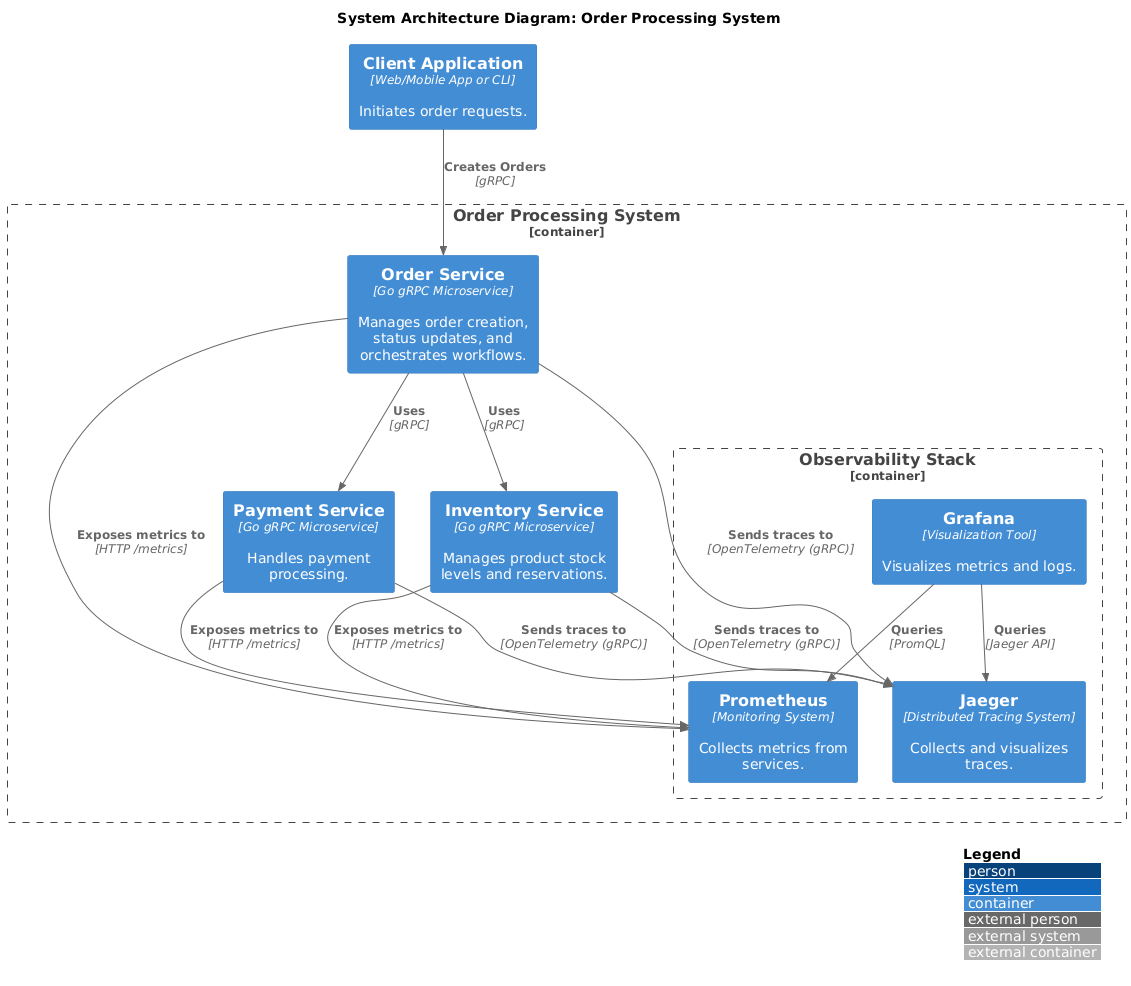 System Architecture Diagram: Order Processing System
Client Application
[Web/Mobile App or CLI]
Initiates order requests.
Creates Orders
[gRPC]
Order Processing System
[container]
Order Service
[Go gRPC Microservice]
Manages order creation,
status updates, and
orchestrates workflows.
Uses
[gRPC]
Uses
[gRPC]
Observability Stack
[container]
Payment Service
[Go gRPC Microservice]
Handles payment
processing.
Inventory Service
[Go gRPC Microservice]
Manages product stock
levels and reservations.
Grafana
[Visualization Tool]
Visualizes metrics and logs.
Exposes metrics to
[HTTP /metrics]
Sends traces to
[OpenTelemetry (gRPC)]
Exposes metrics to
[HTTP /metrics]
Exposes metrics to
[HTTP /metrics]
Sends traces to
[OpenTelemetry (gRPC)]
Sends traces to
[OpenTelemetry (gRPC)]
Queries
[PromQL]
Queries
[Jaeger API]
Prometheus
[Monitoring System]
Collects metrics from
services.
Jaeger
[Distributed Tracing System]
Collects and visualizes
traces.
Legend
person
system
container
external person
external system
external container